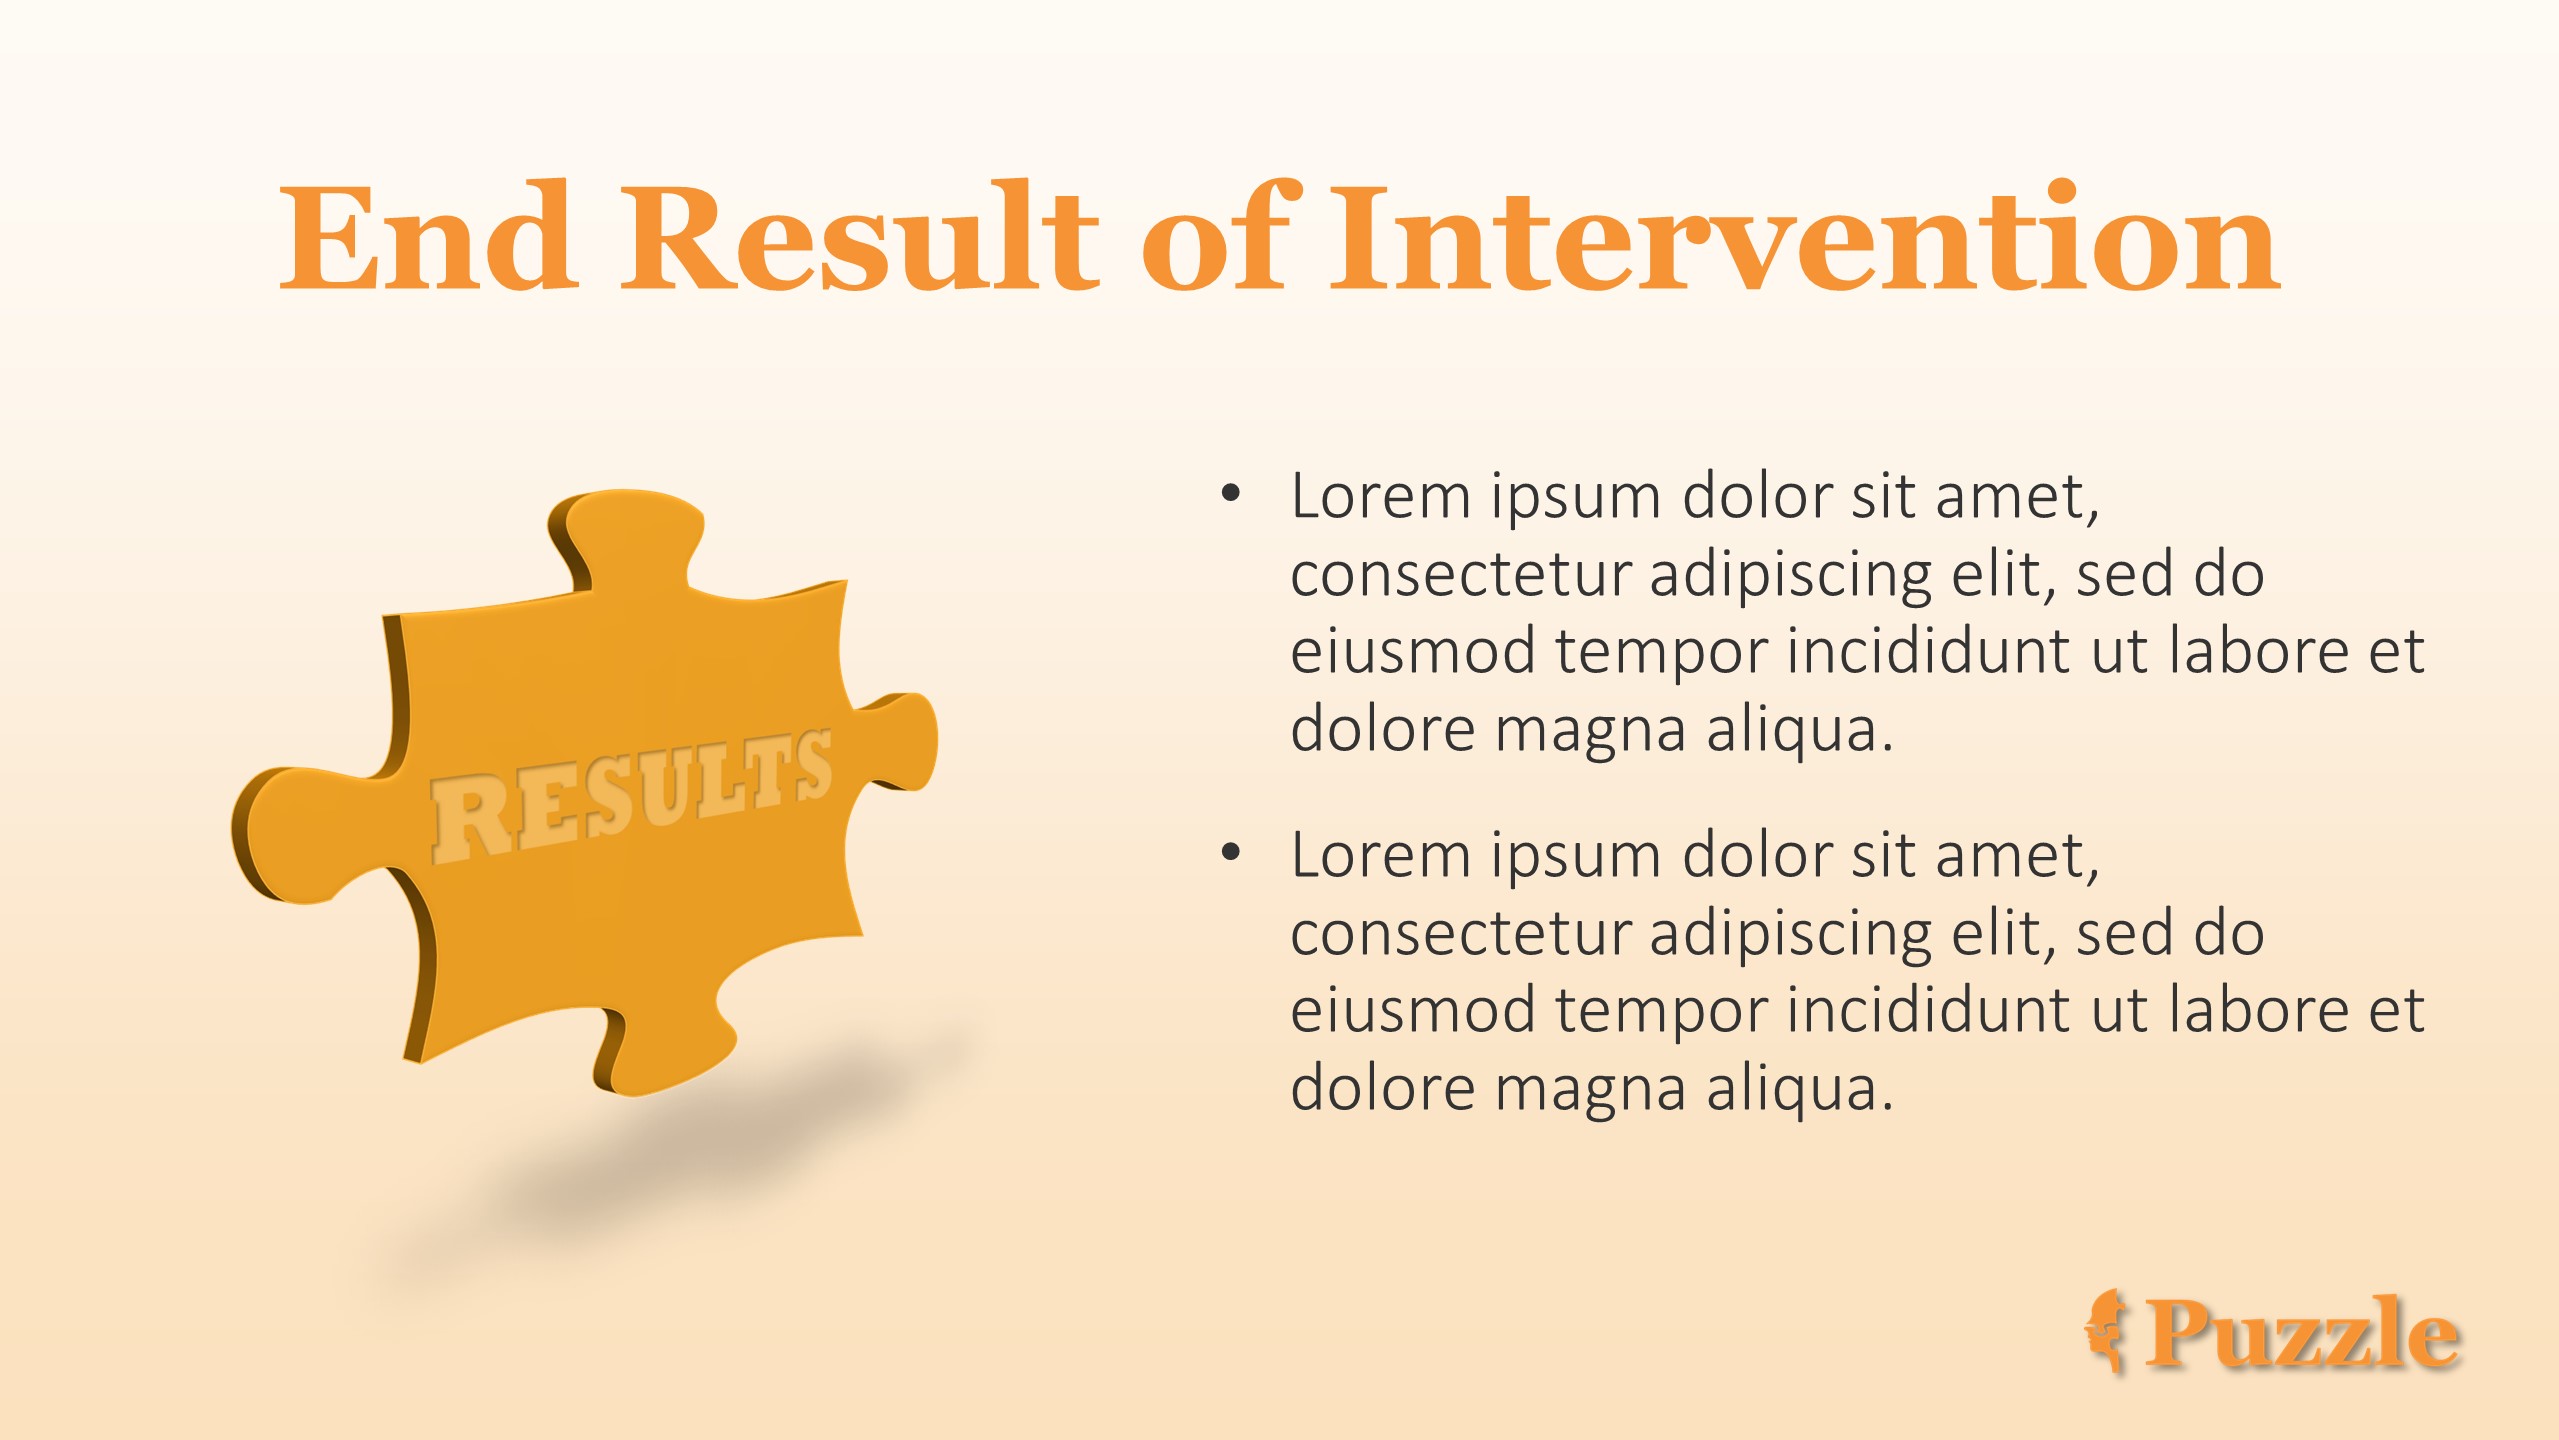 End Result of Intervention
RESULTS
• Lorem ipsum dolor sit amet,
consectetur adipiscing elit, sed do
eiusmod tempor incididunt ut labore et
dolore magna aliqua.
• Lorem ipsum dolor sit amet,
consectetur adipiscing elit, sed do
eiusmod tempor incididunt ut labore et
dolore magna aliqua.
Puzzle